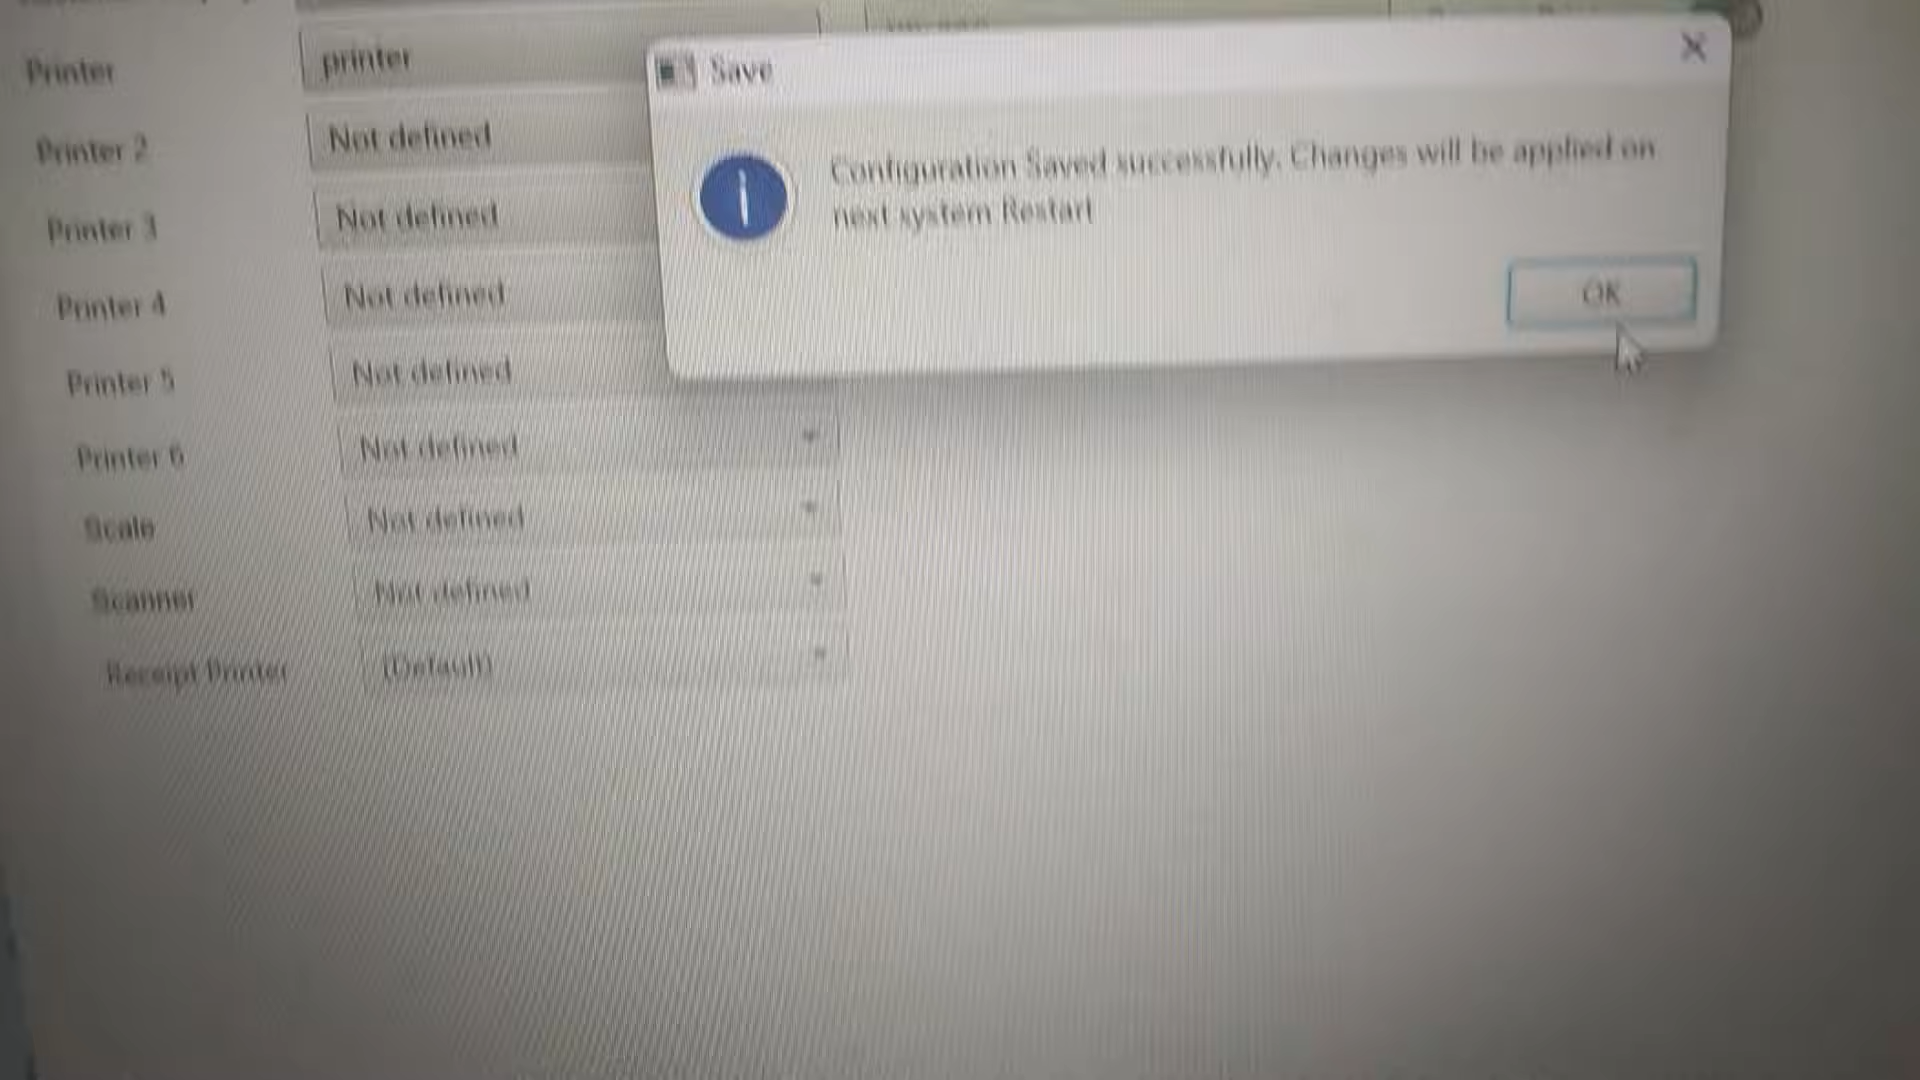 Save
Configuration Saved successfully. Changes will be applied on
next system Restart
OK
Printer printer
Printer 2 Not defined
Printer 3 Not defined
Printer 4 Not defined
Printer 5 Not defined
Printer 6 Not defined
Scale Not defined
Scanner Not defined
Receipt Printer (Default)